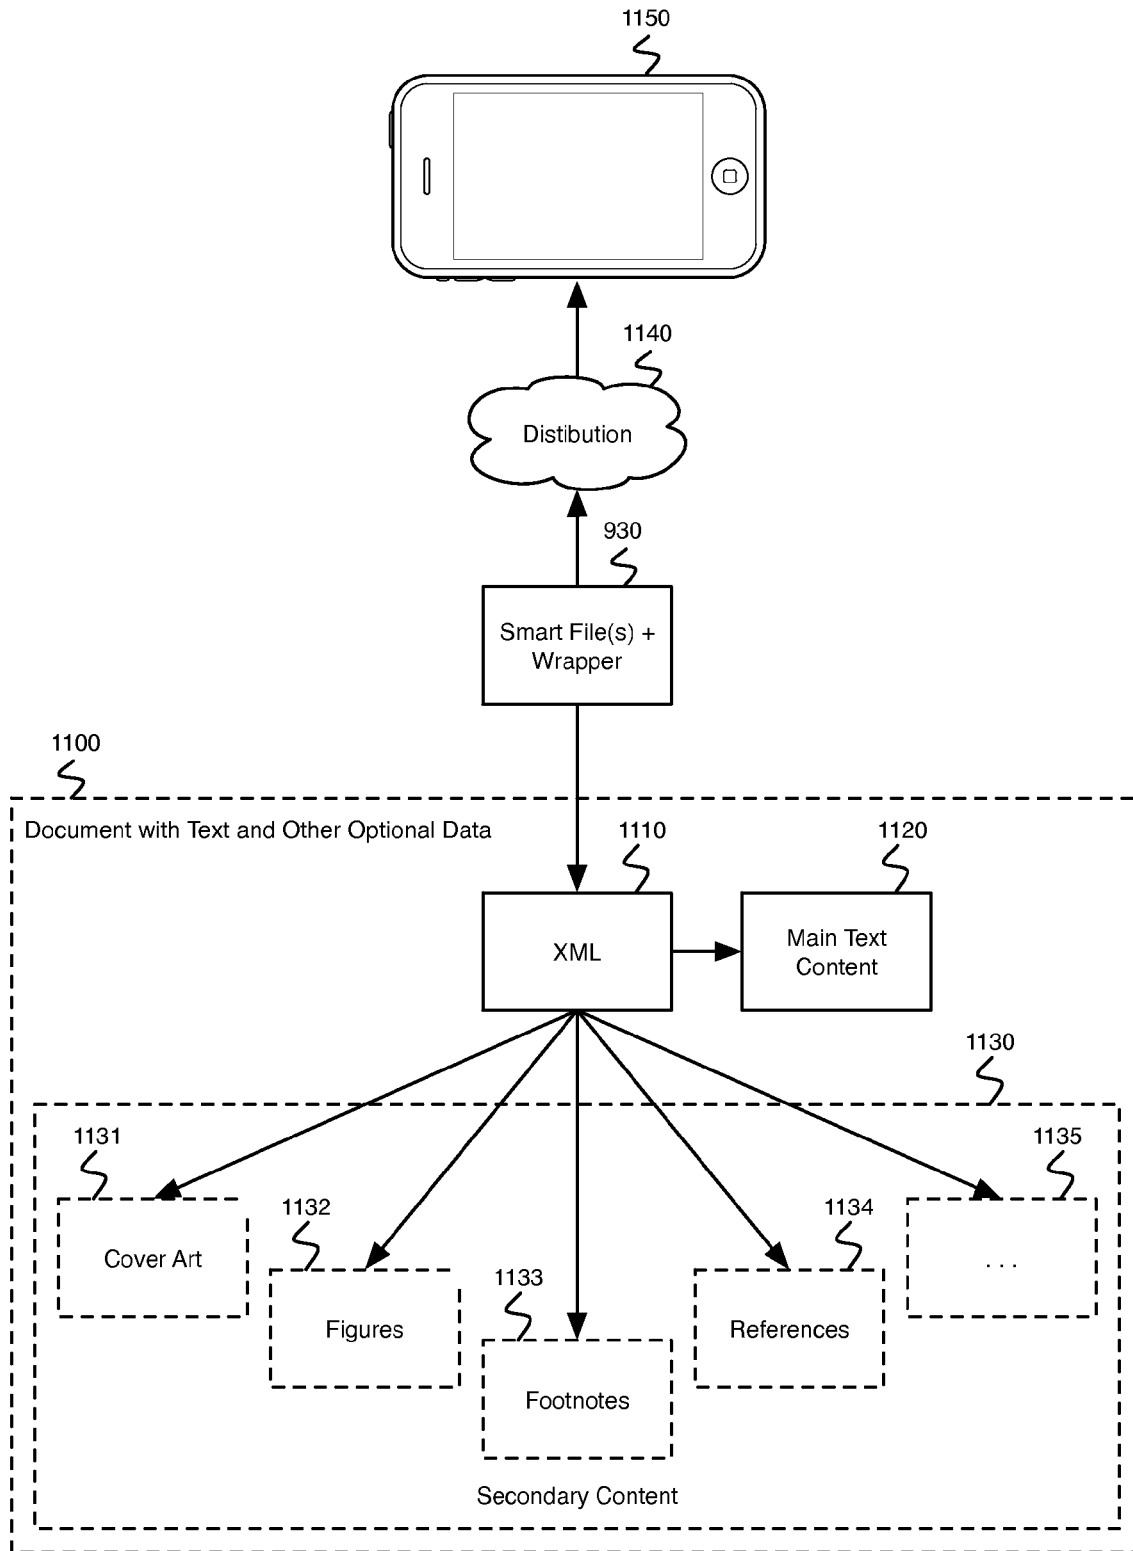 1150
1140
Distibution
930
Smart File(s) +
Wrapper
1100
Document with Text and Other Optional Data
1110
1120
XML
Main Text
Content
1130
1131
1135
1132
1134
Cover Art
. . .
1133
Figures
References
Footnotes
Secondary Content